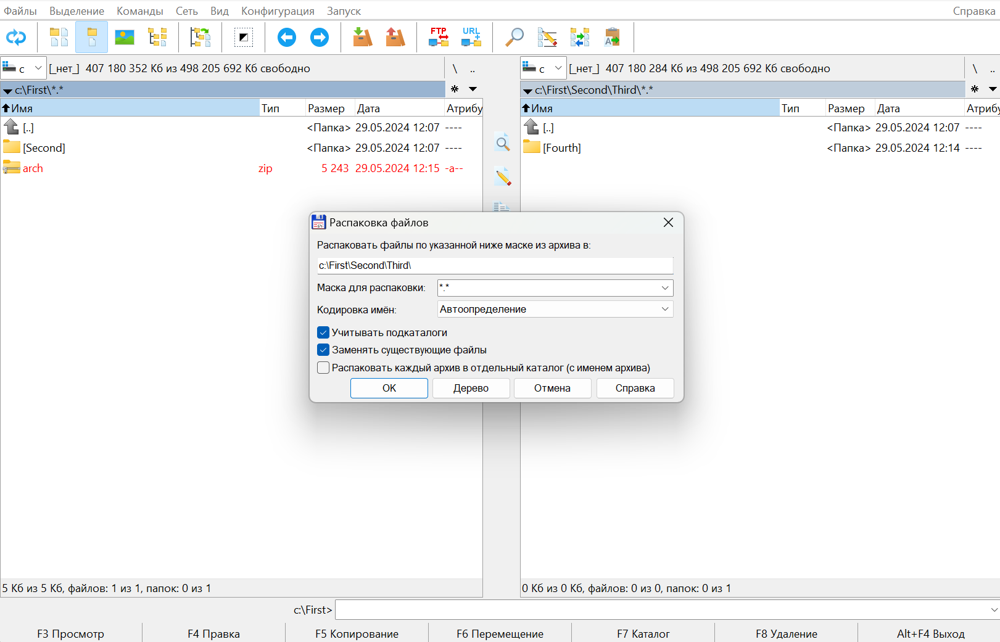 Файлы Выделение Команды Сеть Вид Конфигурация Запуск Справка
FTP URL
A
c [_нет_] 407 180 352 Кб из 498 205 692 Кб свободно \ ..
c [_нет_] 407 180 284 Кб из 498 205 692 Кб свободно \ ..
c:\First\*.* *
c:\First\Second\Third\*.* *
Имя Тип Размер Дата Атрибу
Имя Тип Размер Дата Атрибу
[..] <Папка> 29.05.2024 12:07 ----
[..] <Папка> 29.05.2024 12:07 ----
[Second] <Папка> 29.05.2024 12:07 ----
[Fourth] <Папка> 29.05.2024 12:14 ----
arch zip 5 243 29.05.2024 12:15 -a--
64:
Распаковка файлов
Распаковать файлы по указанной ниже маске из архива в:
c:\First\Second\Third\
Маска для распаковки: *.*
Кодировка имён: Автоопределение
Учитывать подкаталоги
Заменять существующие файлы
Распаковать каждый архив в отдельный каталог (с именем архива)
OK Дерево Отмена Справка
5 Кб из 5 Кб, файлов: 1 из 1, папок: 0 из 1
0 Кб из 0 Кб, файлов: 0 из 0, папок: 0 из 1
c:\First>
F3 Просмотр F4 Правка F5 Копирование F6 Перемещение F7 Каталог F8 Удаление Alt+F4 Выход